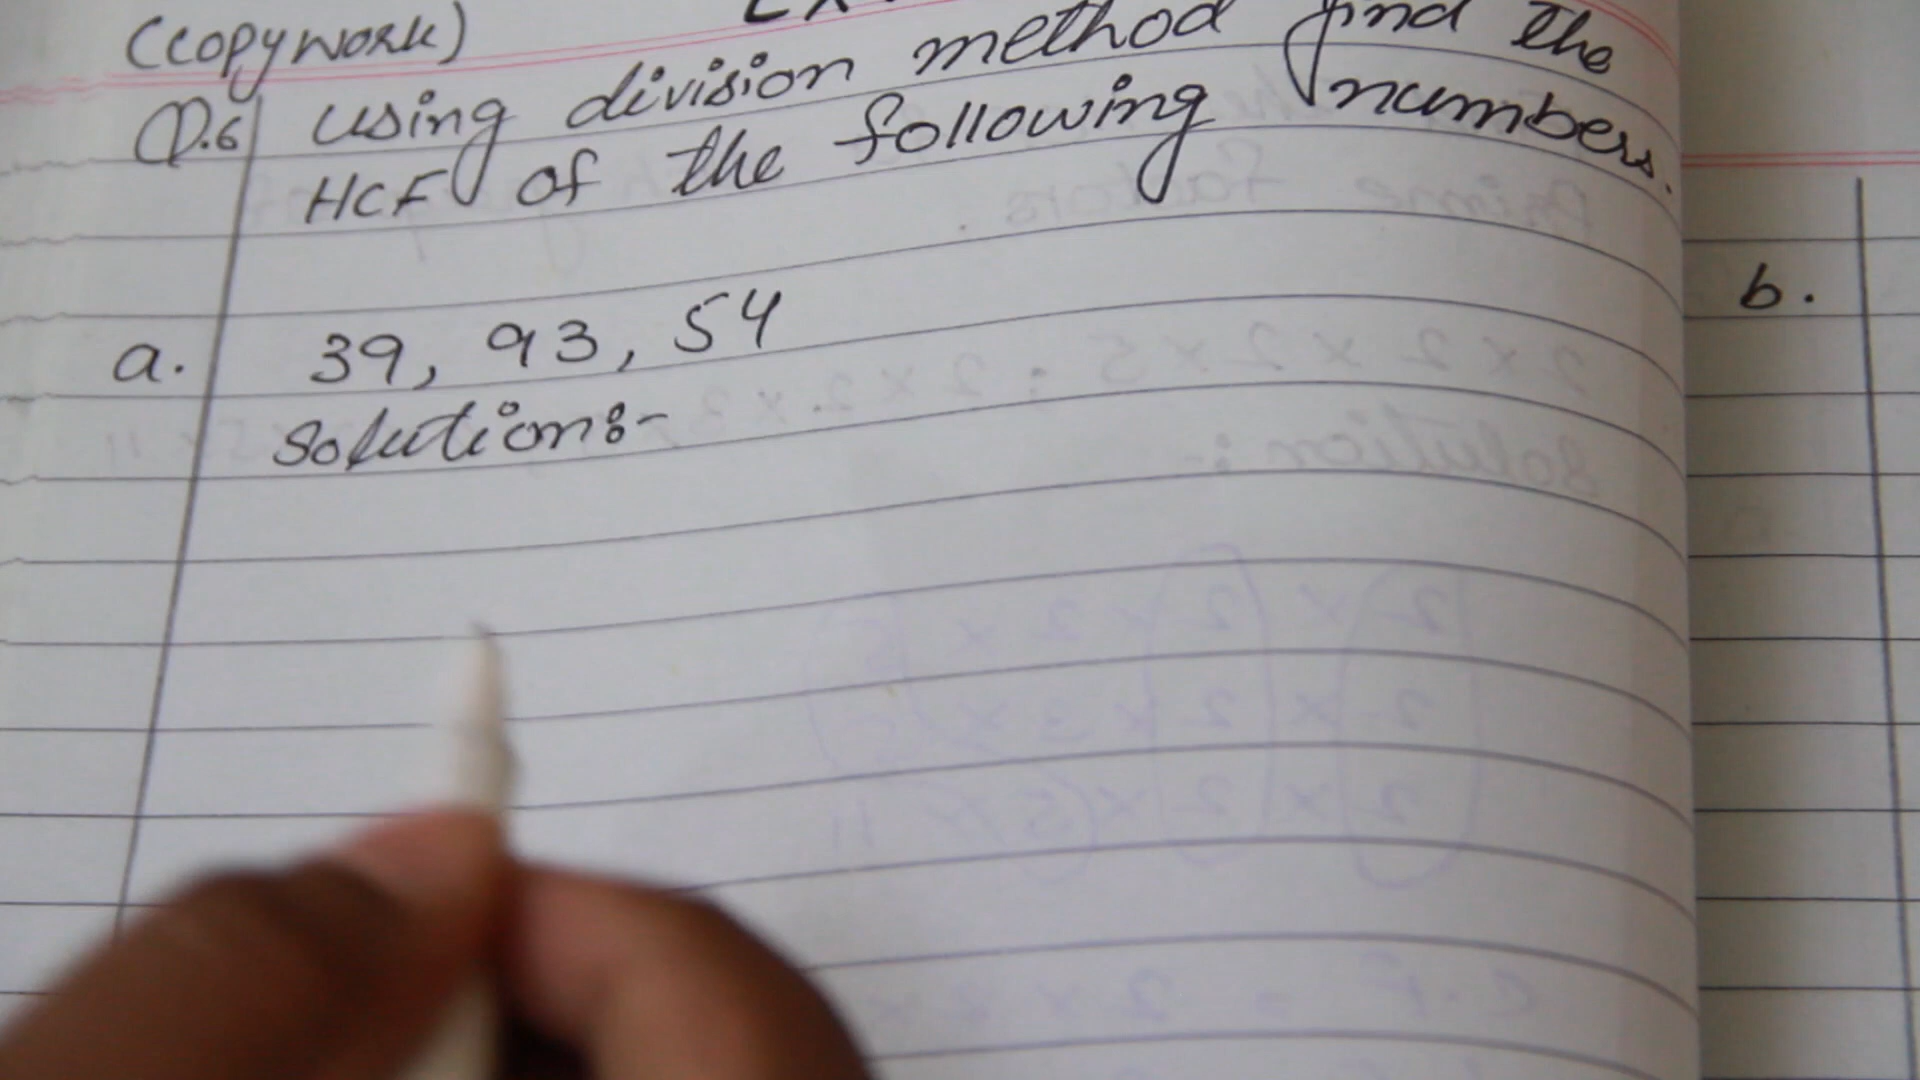 (Copywork)
Q.6 Using division method find the
HCF of the following numbers.
a. 39, 93, 54
Solution:-
b.